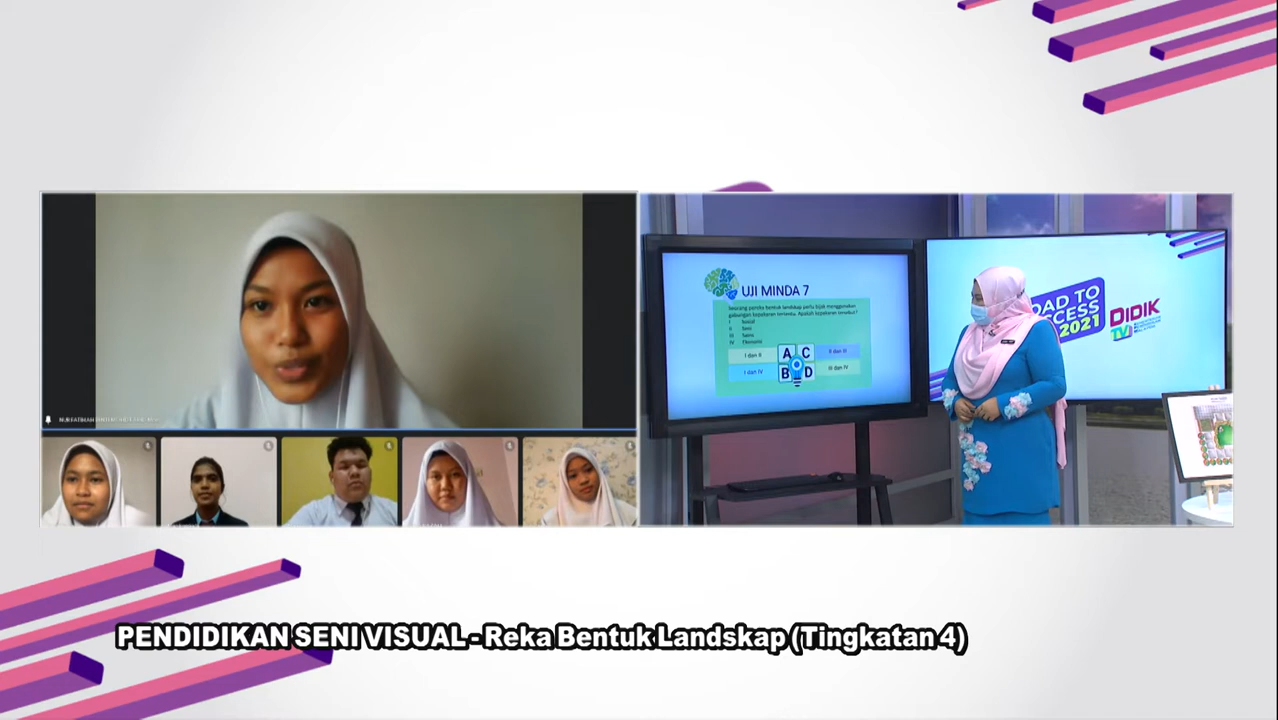 UJI MINDA 7
Seorang pereka bentuk landskap perlu bijak menggunakan
gabungan kepakaran tertentu. Apakah kepakaran tersebut?
I Sosial
II Seni
III Sains
IV Ekonomi
I dan II
A C
II dan III
I dan IV
B D
III dan IV
ROAD TO
SUCCESS
2021
DIDIK
TV
PENDIDIKAN SENI VISUAL - Reka Bentuk Landskap (Tingkatan 4)